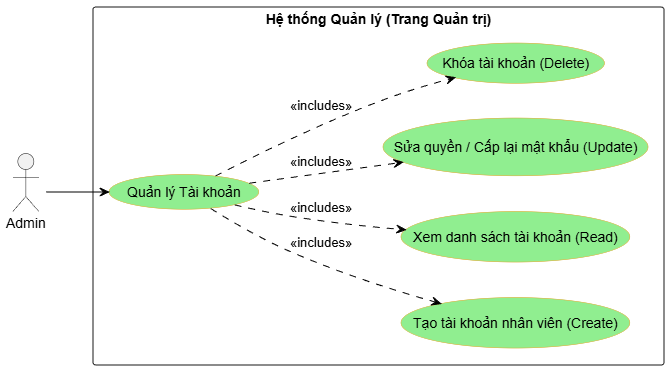 Hệ thống Quản lý (Trang Quản trị)
Khóa tài khoản (Delete)
«includes»
Sửa quyền / Cấp lại mật khẩu (Update)
«includes»
Quản lý Tài khoản
Admin
«includes»
Xem danh sách tài khoản (Read)
«includes»
Tạo tài khoản nhân viên (Create)